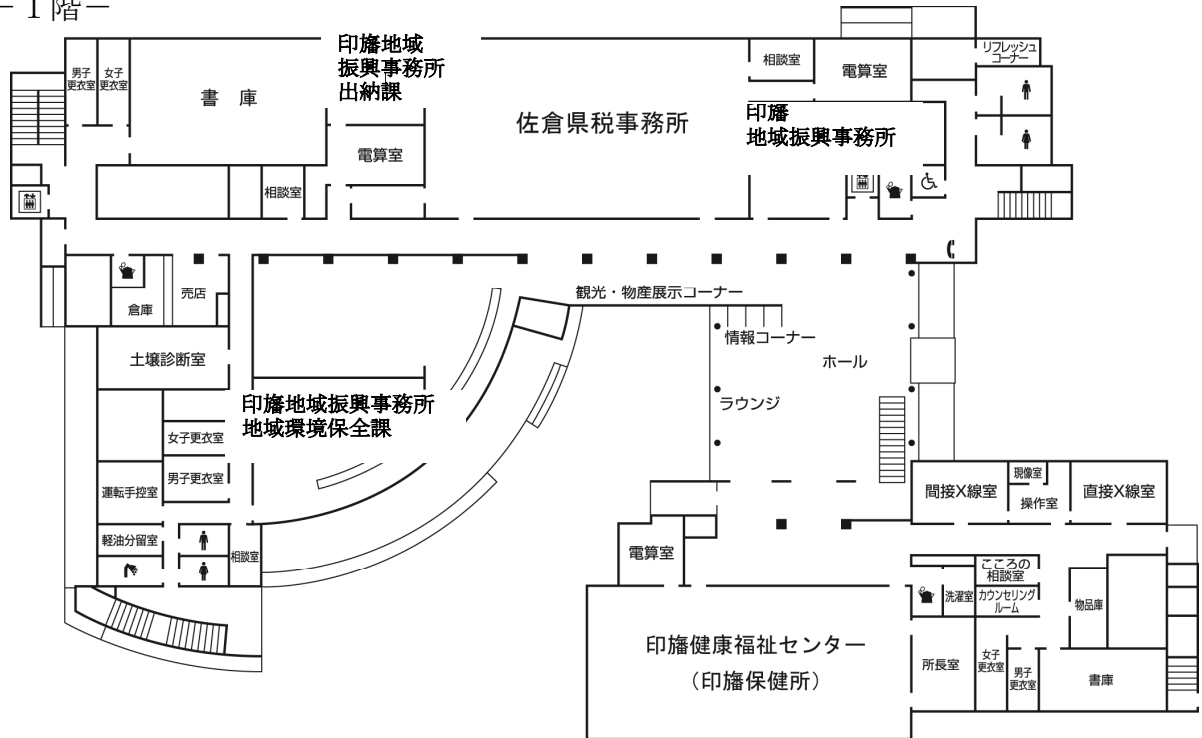 －１階－
男子
更衣室
女子
更衣室
書　庫
印旛地域
振興事務所
出納課
電算室
相談室
佐倉県税事務所
相談室
電算室
印旛
地域振興事務所
リフレッシュ
コーナー
倉庫
売店
土壌診断室
印旛地域振興事務所
地域環境保全課
女子更衣室
男子更衣室
運転手控室
軽油分留室
相談室
観光・物産展示コーナー
情報コーナー
ホール
ラウンジ
間接X線室
現像室
操作室
直接X線室
電算室
こころの
相談室
洗濯室
カウンセリング
ルーム
物品庫
印旛健康福祉センター
（印旛保健所）
所長室
女子
更衣室
男子
更衣室
書庫